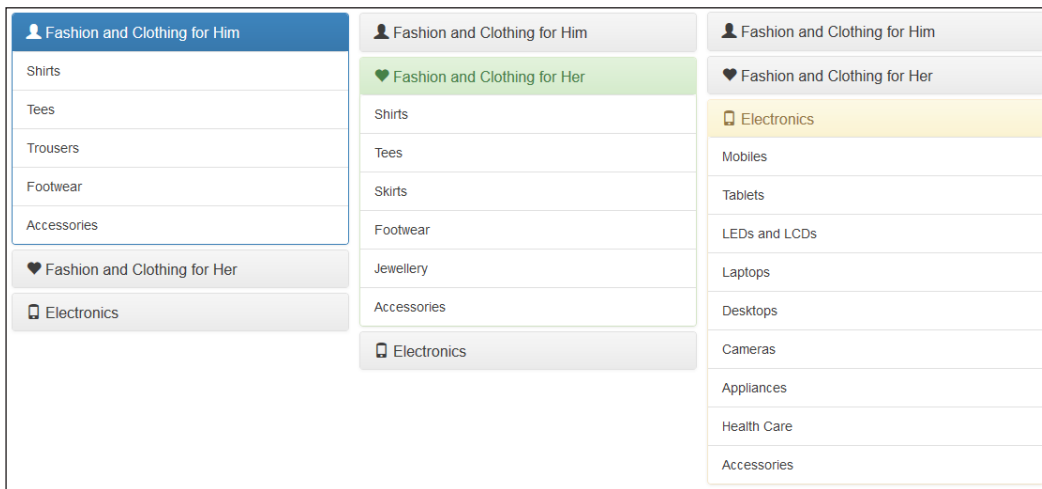 Fashion and Clothing for Him
Shirts
Tees
Trousers
Footwear
Accessories
Fashion and Clothing for Her
Electronics
Fashion and Clothing for Him
Fashion and Clothing for Her
Shirts
Tees
Skirts
Footwear
Jewellery
Accessories
Electronics
Fashion and Clothing for Him
Fashion and Clothing for Her
Electronics
Mobiles
Tablets
LEDs and LCDs
Laptops
Desktops
Cameras
Appliances
Health Care
Accessories